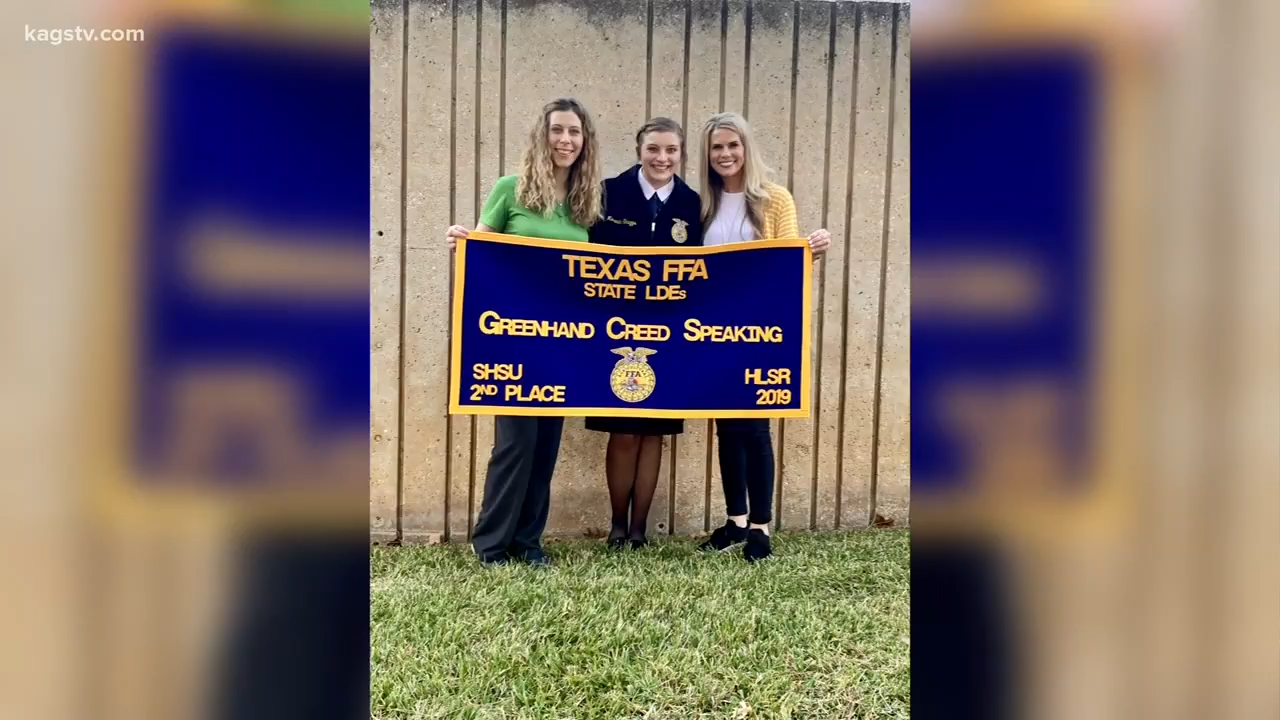 kagstv.com
TEXAS FFA
STATE LDEs
GREENHAND CREED SPEAKING
SHSU
2ND PLACE
FFA
HLSR
2019